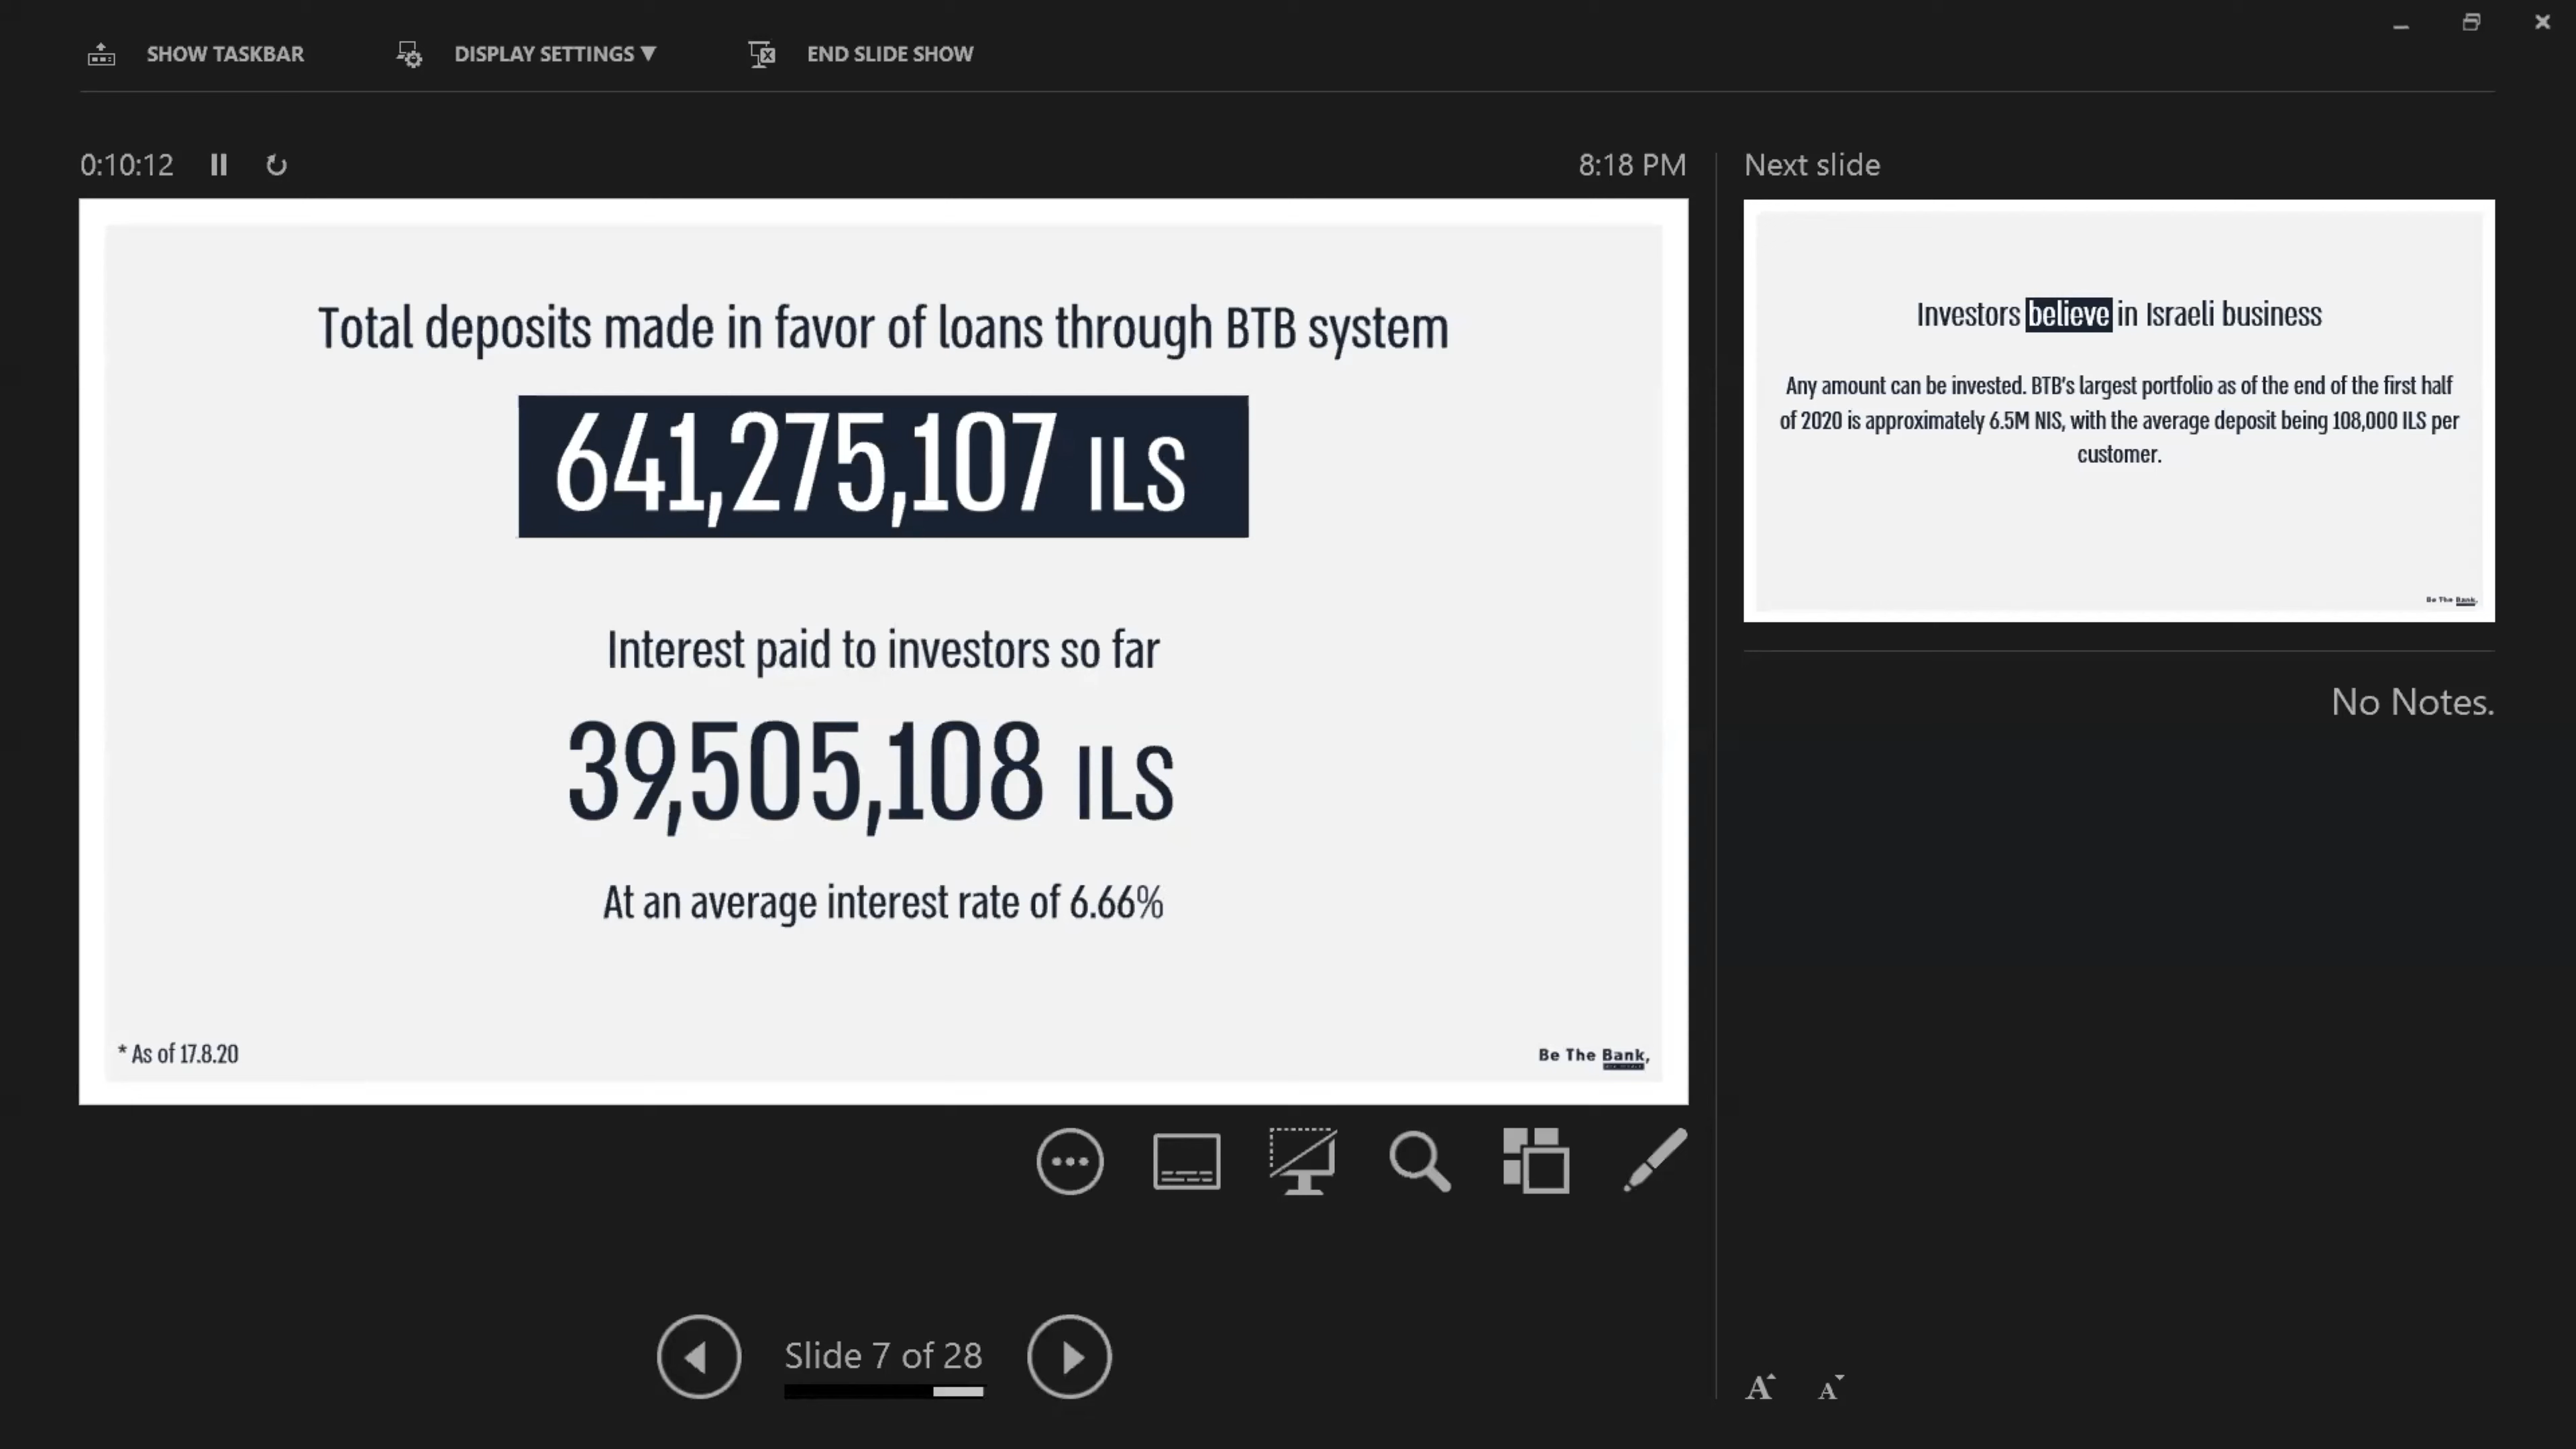 SHOW TASKBAR
DISPLAY SETTINGS ▼
END SLIDE SHOW
0:10:12
8:18 PM
Next slide
Total deposits made in favor of loans through BTB system
641,275,107 ILS
Interest paid to investors so far
39,505,108 ILS
At an average interest rate of 6.66%
* As of 17.8.20
Be The Bank,
Investors believe in Israeli business
Any amount can be invested. BTB's largest portfolio as of the end of the first half
of 2020 is approximately 6.5M NIS, with the average deposit being 108,000 ILS per
customer.
Be The Bank,
No Notes.
Slide 7 of 28
A A